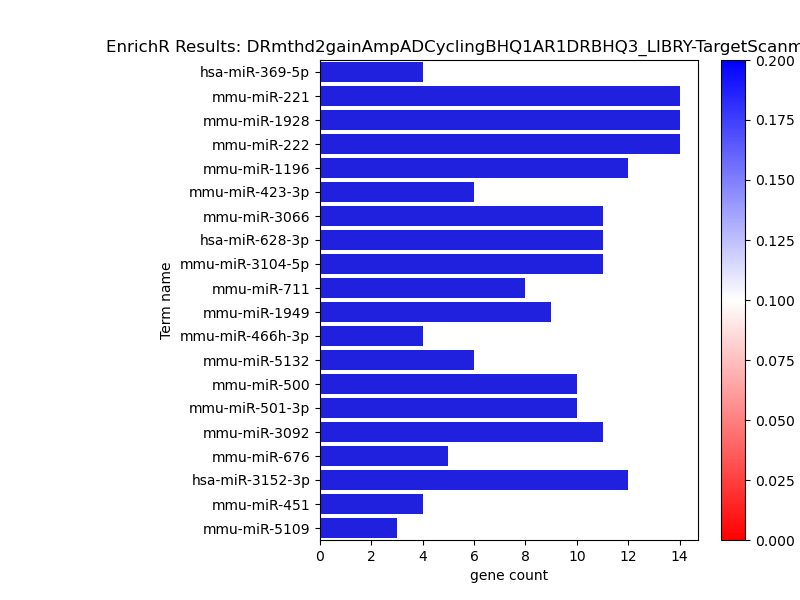 EnrichR Results: DRmthd2gainAmpADCyclingBHQ1AR1DRBHQ3_LIBRY-TargetScanm
hsa-miR-369-5p
mmu-miR-221
mmu-miR-1928
mmu-miR-222
mmu-miR-1196
mmu-miR-423-3p
mmu-miR-3066
hsa-miR-628-3p
mmu-miR-3104-5p
mmu-miR-711
mmu-miR-1949
mmu-miR-466h-3p
mmu-miR-5132
mmu-miR-500
mmu-miR-501-3p
mmu-miR-3092
mmu-miR-676
hsa-miR-3152-3p
mmu-miR-451
mmu-miR-5109
Term name
0 2 4 6 8 10 12 14
gene count
0.200
0.175
0.150
0.125
0.100
0.075
0.050
0.025
0.000